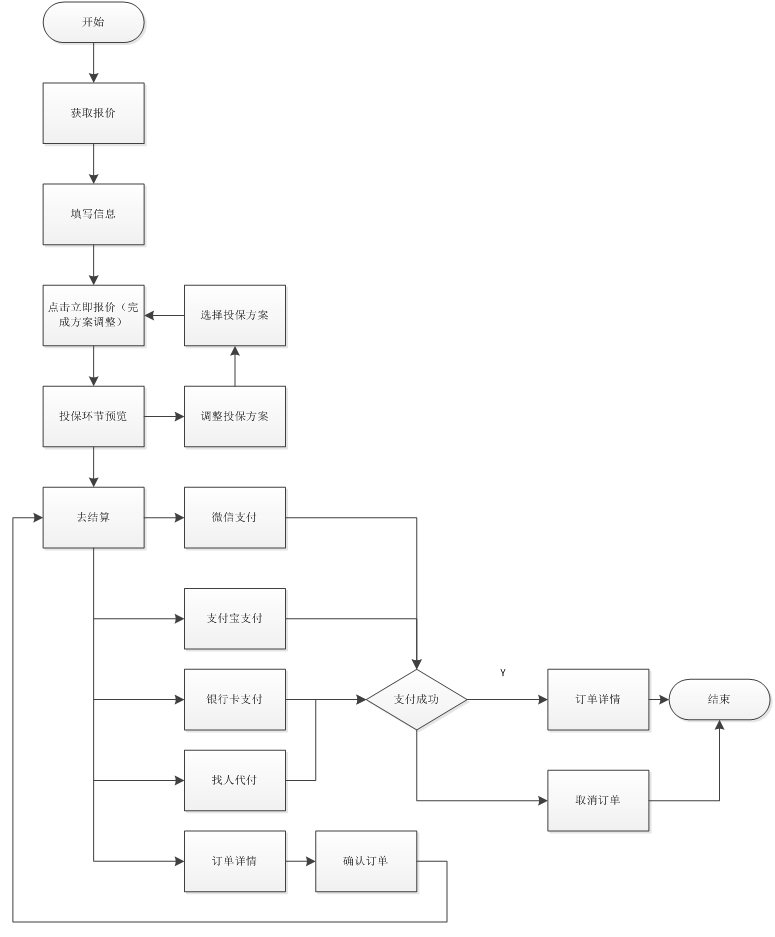 开始
获取报价
填写信息
点击立即报价（完
成方案调整）
选择投保方案
投保环节预览
调整投保方案
去结算
微信支付
支付宝支付
银行卡支付
支付成功
Y
订单详情
结束
找人代付
取消订单
订单详情
确认订单